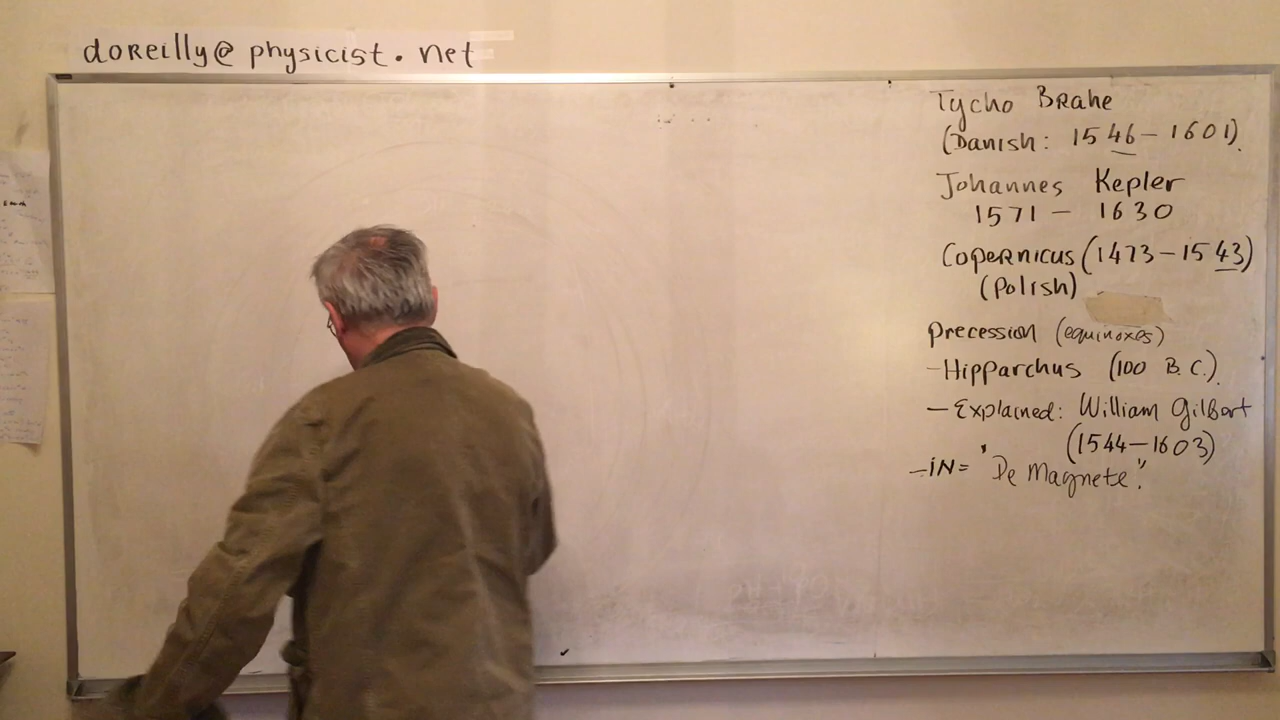 doreilly@physicist.net
Tycho Brahe
(Danish: 1546 - 1601).
Johannes Kepler
1571 - 1630
Copernicus (1473 - 1543)
(Polish)
Precession (equinoxes)
- Hipparchus (100 B.C.).
- Explained: William Gilbert
(1544 - 1603)
- iN= "De Magnete".